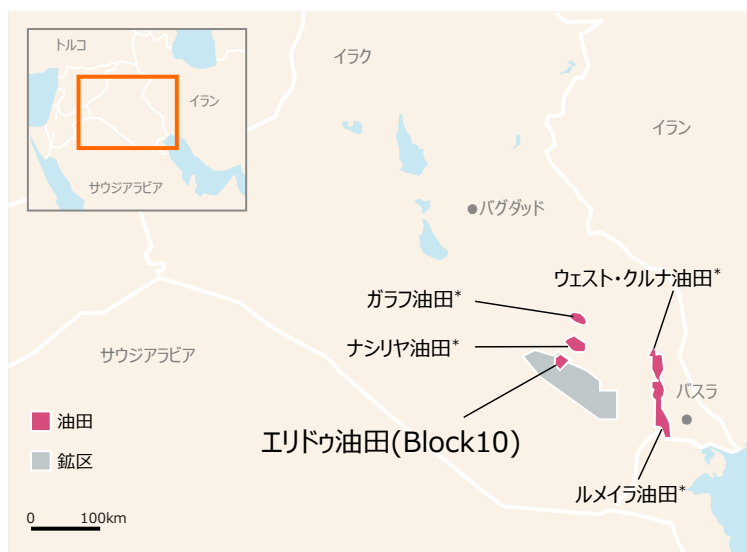 トルコ
イラン
サウジアラビア
イラク
イラン
バグダッド
ウェスト・クルナ油田*
ガラフ油田*
ナシリヤ油田*
サウジアラビア
バスラ
油田
エリドゥ油田(Block10)
鉱区
ルメイラ油田*
0 100km